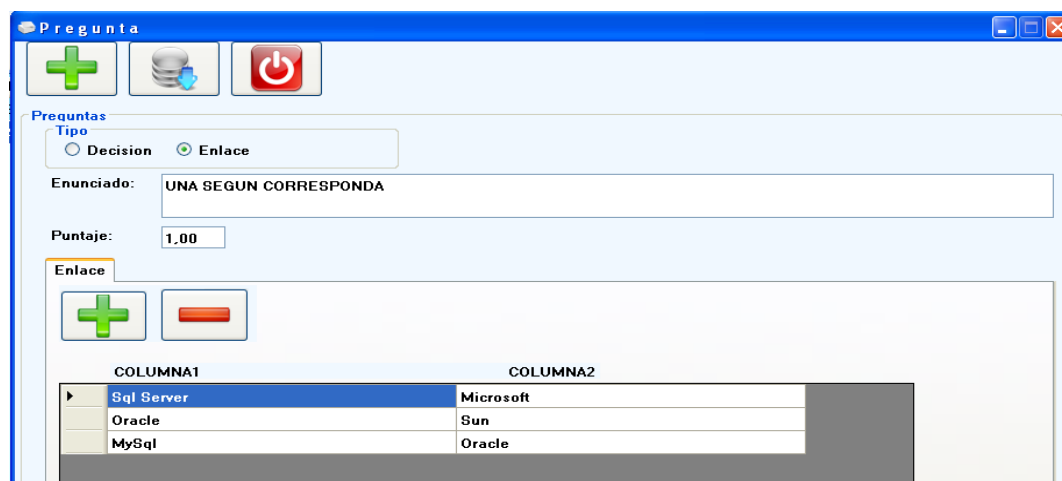 Pregunta
Preguntas
Tipo
Decision Enlace
Enunciado: UNA SEGUN CORRESPONDA
Puntaje: 1,00
Enlace
COLUMNA1 COLUMNA2
Sql Server Microsoft
Oracle Sun
MySql Oracle